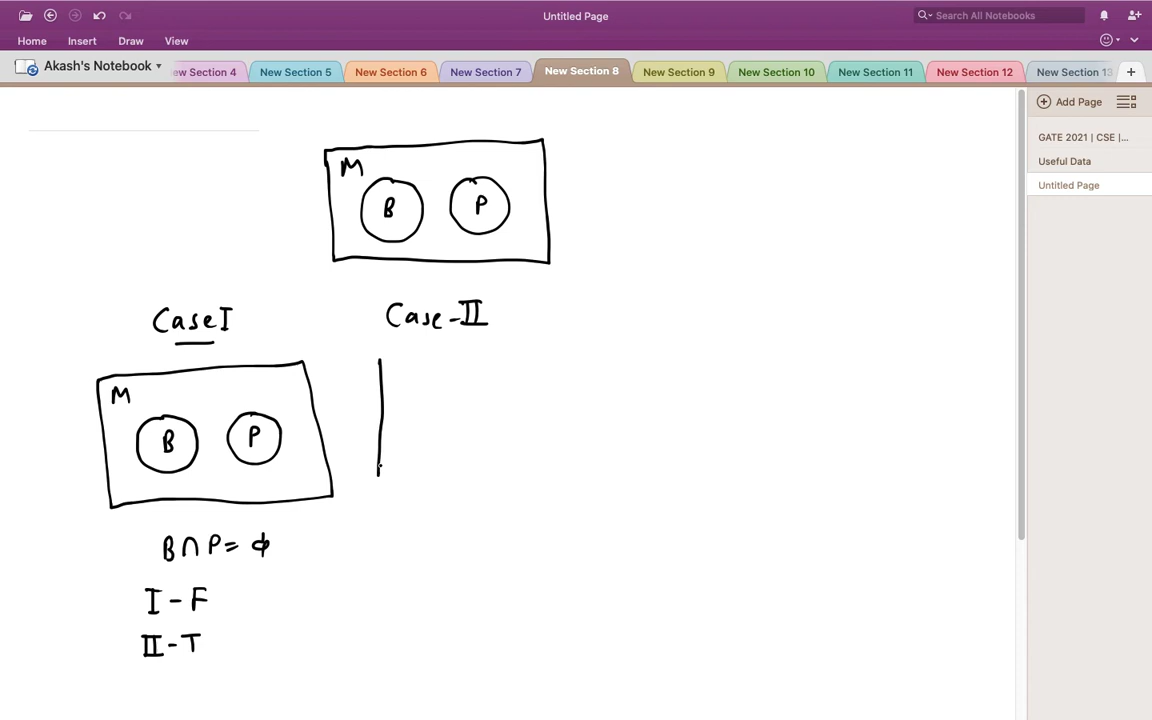 Untitled Page
Search All Notebooks
Home Insert Draw View
Akash's Notebook
ew Section 4
New Section 5
New Section 6
New Section 7
New Section 8
New Section 9
New Section 10
New Section 11
New Section 12
New Section 13
Add Page
GATE 2021 | CSE |...
Useful Data
Untitled Page
M
B P
Case I
Case-II
M
B P
B∩P= ϕ
I-F
II-T